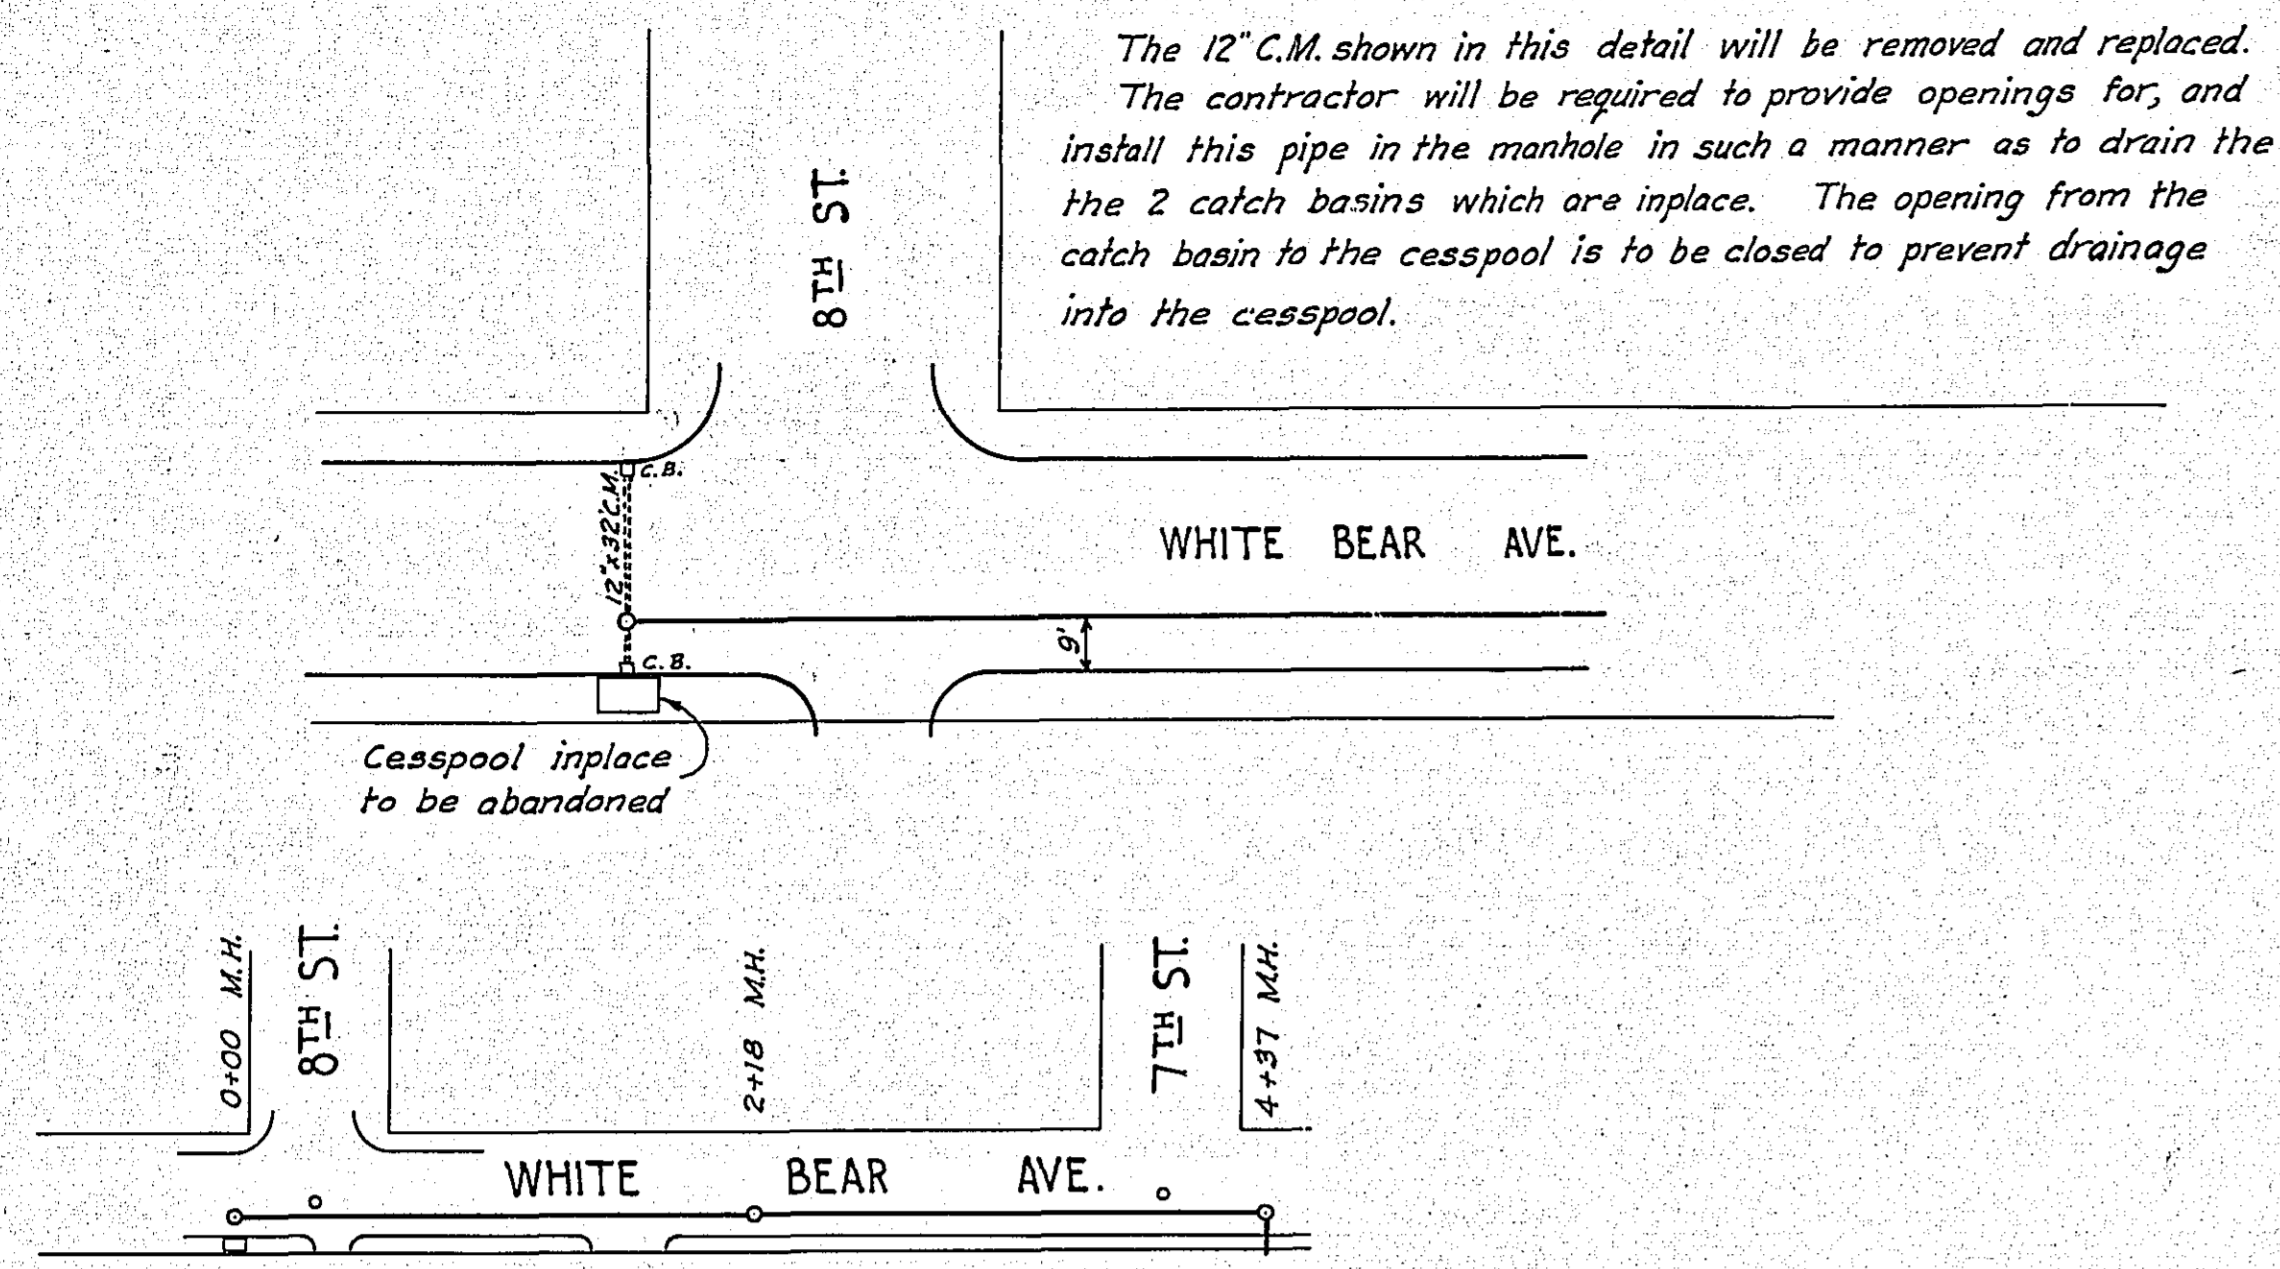 The 12" C.M. shown in this detail will be removed and replaced.
The contractor will be required to provide openings for, and
install this pipe in the manhole in such a manner as to drain the
the 2 catch basins which are inplace. The opening from the
catch basin to the cesspool is to be closed to prevent drainage
into the cesspool.
8TH ST.
C.B.
12"x32'C.M.
WHITE BEAR AVE.
9'
C.B.
Cesspool inplace
to be abandoned
0+00 M.H.
8TH ST.
2+18 M.H.
7TH ST.
4+37 M.H.
WHITE BEAR AVE.